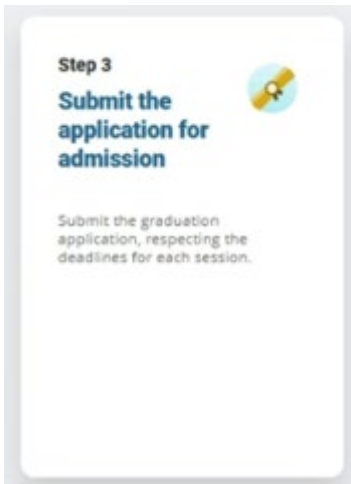 Step 3
Submit the
application for
admission
Submit the graduation
application, respecting the
deadlines for each session.